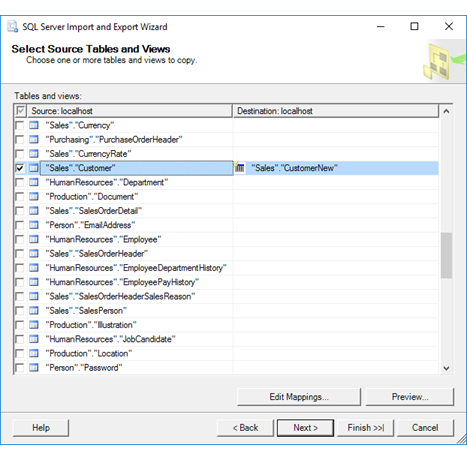 SQL Server Import and Export Wizard
Select Source Tables and Views
Choose one or more tables and views to copy.
Tables and views:
Source: localhost Destination: localhost
"Sales"."Currency"
"Purchasing"."PurchaseOrderHeader"
"Sales"."CurrencyRate"
"Sales"."Customer" "Sales"."CustomerNew"
"HumanResources"."Department"
"Production"."Document"
"Sales"."SalesOrderDetail"
"Person"."EmailAddress"
"HumanResources"."Employee"
"Sales"."SalesOrderHeader"
"HumanResources"."EmployeeDepartmentHistory"
"HumanResources"."EmployeePayHistory"
"Sales"."SalesOrderHeaderSalesReason"
"Sales"."SalesPerson"
"Production"."Illustration"
"HumanResources"."JobCandidate"
"Production"."Location"
"Person"."Password"
Edit Mappings... Preview...
Help < Back Next > Finish >>| Cancel